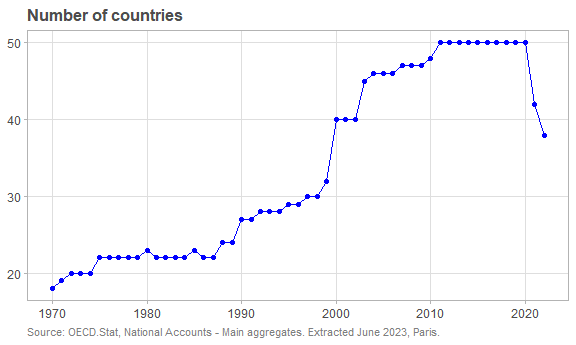 Number of countries
50
40
30
20
1970 1980 1990 2000 2010 2020
Source: OECD.Stat, National Accounts - Main aggregates. Extracted June 2023, Paris.